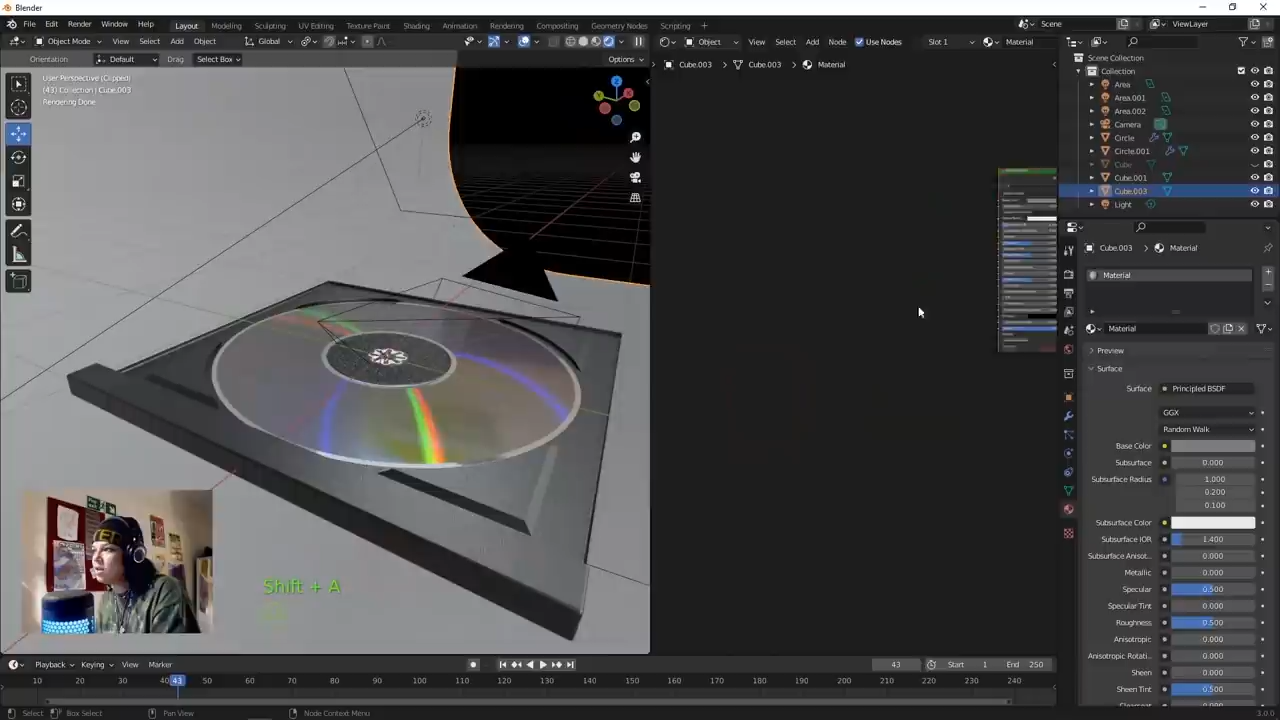 Blender
File Edit Render Window Help Layout Modeling Sculpting UV Editing Texture Paint Shading Animation Rendering Compositing Geometry Nodes Scripting + Scene ViewLayer
Object Mode View Select Add Object Global Object View Select Add Node Use Nodes Slot 1 Material
Orientation Default Drag Select Box Options Cube.003 > Cube.003 > Material
User Perspective (Clipped)
(43) Collection | Cube.003
Rendering Done
Scene Collection
Collection
Area
Area.001
Area.002
Camera
Circle
Circle.001
Cube
Cube.001
Cube.003
Light
Cube.003 > Material
Material
Material
Preview
Surface
Surface Principled BSDF
GGX
Random Walk
Base Color
Subsurface 0.000
Subsurface Radius 1.000
0.200
0.100
Subsurface Color
Subsurface IOR 1.400
Subsurface Anisot.. 0.000
Metallic 0.000
Specular 0.500
Specular Tint 0.000
Roughness 0.500
Anisotropic 0.000
Anisotropic Rotati.. 0.000
Sheen 0.000
Sheen Tint 0.500
Shift + A
Playback Keying View Marker 43 Start 1 End 250
10 20 30 40 43 50 60 70 80 90 100 110 120 130 140 150 160 170 180 190 200 210 220 230 240
Select Box Select Pan View Node Context Menu 3.0.0